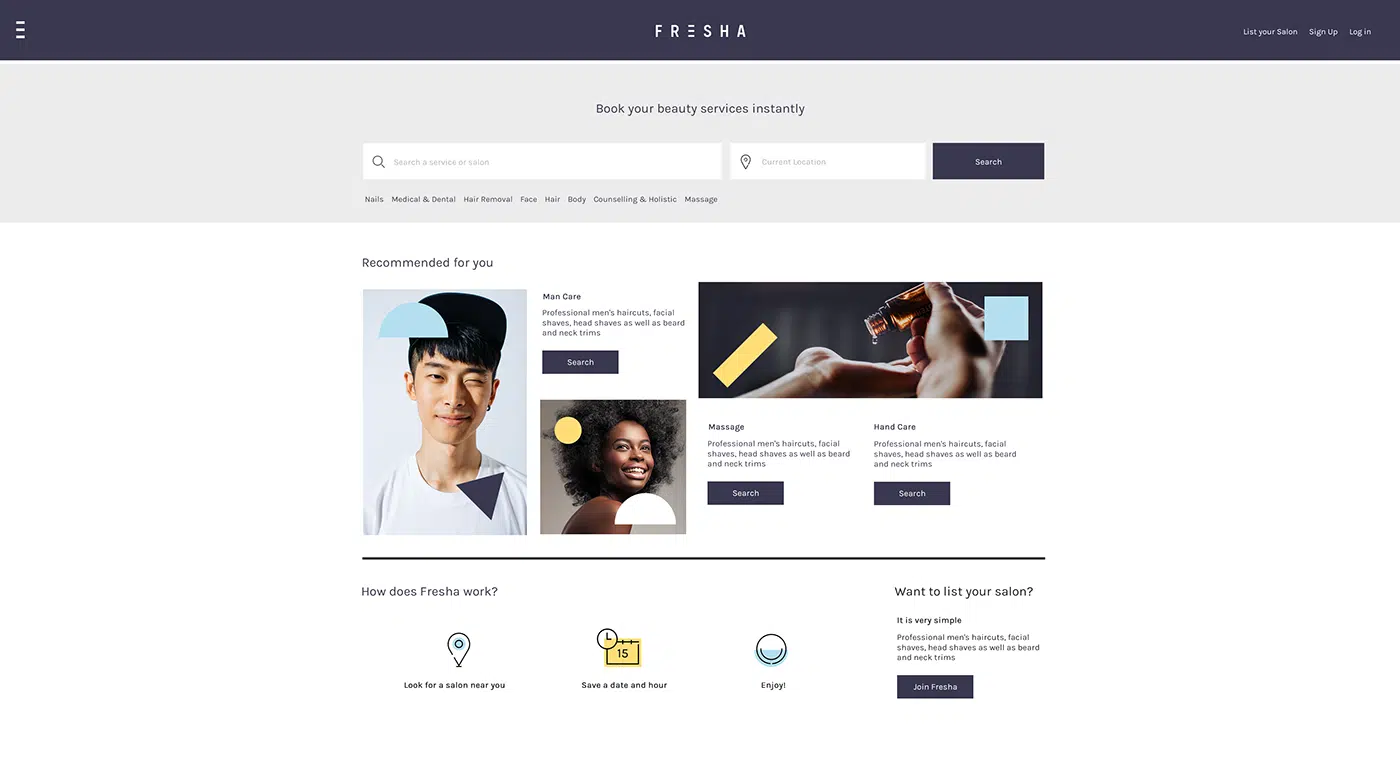 FRESHA
List your Salon
Sign Up
Log in
Book your beauty services instantly
Search a service or salon
Current Location
Search
Nails Medical & Dental Hair Removal Face Hair Body Counselling & Holistic Massage
Recommended for you
Man Care
Professional men's haircuts, facial
shaves, head shaves as well as beard
and neck trims
Search
Massage
Professional men's haircuts, facial
shaves, head shaves as well as beard
and neck trims
Search
Hand Care
Professional men's haircuts, facial
shaves, head shaves as well as beard
and neck trims
Search
How does Fresha work?
15
Look for a salon near you
Save a date and hour
Enjoy!
Want to list your salon?
It is very simple
Professional men's haircuts, facial
shaves, head shaves as well as beard
and neck trims
Join Fresha